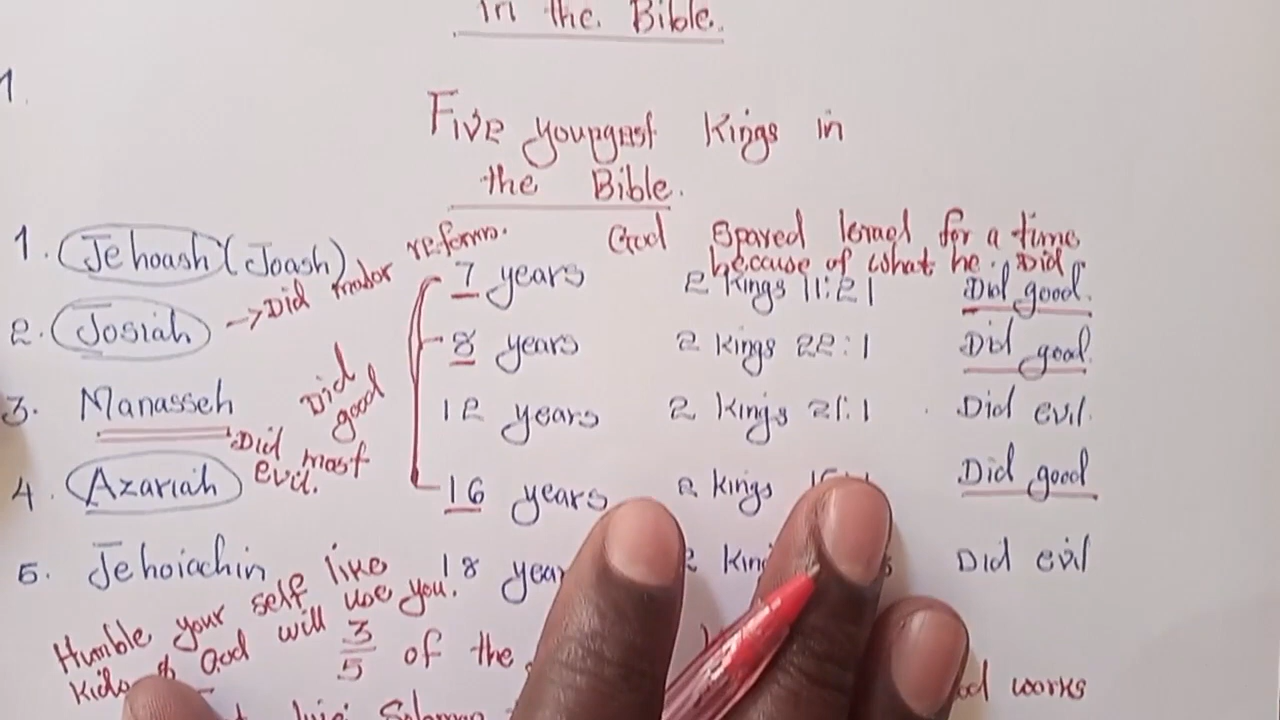 in the Bible.
1.
Five youngest Kings in
the Bible.
1. Jehoash (Joash) 7 years 2 Kings 11:21 Did good.
reforms.
God spared Israel for a time
because of what he Did
2. Josiah → Did major 8 years 2 Kings 22:1 Did good.
Did
good
3. Manasseh 12 years 2 Kings 21:1 Did evil.
Did most
evil.
4. Azariah 16 years 2 Kings Did good
5. Jehoiachin 18 Did evil
Humble your self like
kids & God will use you.
3/5 of the
works
Solomon